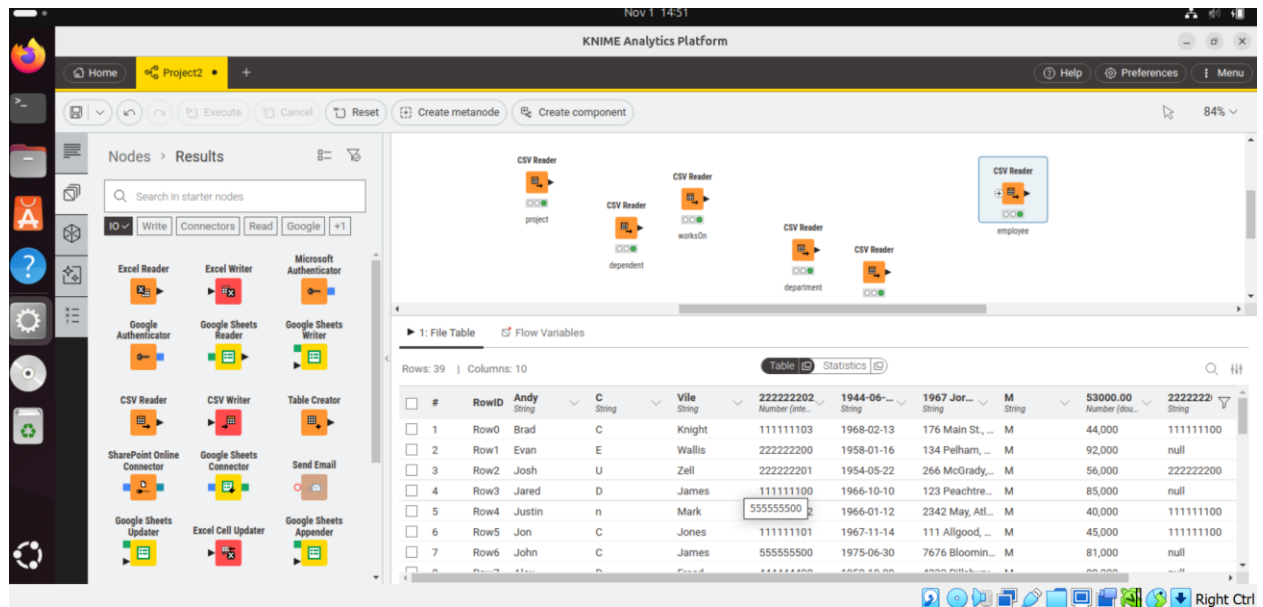 Nov 1 14:51
KNIME Analytics Platform
Home
Project2
+
Help
Preferences
Menu
Execute
Cancel
Reset
Create metanode
Create component
84%
Nodes > Results
Search in starter nodes
IO Write Connectors Read Google +1
Excel Reader
Excel Writer
Microsoft Authenticator
Google Authenticator
Google Sheets Reader
Google Sheets Writer
CSV Reader
CSV Writer
Table Creator
SharePoint Online Connector
Google Sheets Connector
Send Email
Google Sheets Updater
Excel Cell Updater
Google Sheets Appender
CSV Reader
project
CSV Reader
dependent
CSV Reader
worksOn
CSV Reader
department
CSV Reader
CSV Reader
employee
1: File Table
Flow Variables
Rows: 39 | Columns: 10
Table
Statistics
# RowID Andy C Vile 222222202 1944-06-... 1967 Jor... M 53000.00 2222222
String String String Number (inte... String String String Number (dou... String
1 Row0 Brad C Knight 111111103 1968-02-13 176 Main St., ... M 44,000 111111100
2 Row1 Evan E Wallis 222222200 1958-01-16 134 Pelham, ... M 92,000 null
3 Row2 Josh U Zell 222222201 1954-05-22 266 McGrady,... M 56,000 222222200
4 Row3 Jared D James 111111100 1966-10-10 123 Peachtre... M 85,000 null
5 Row4 Justin n Mark 2 1966-01-12 2342 May, Atl... M 40,000 111111100
555555500
6 Row5 Jon C Jones 111111101 1967-11-14 111 Allgood, ... M 45,000 111111100
7 Row6 John C James 555555500 1975-06-30 7676 Bloomin... M 81,000 null
Right Ctrl